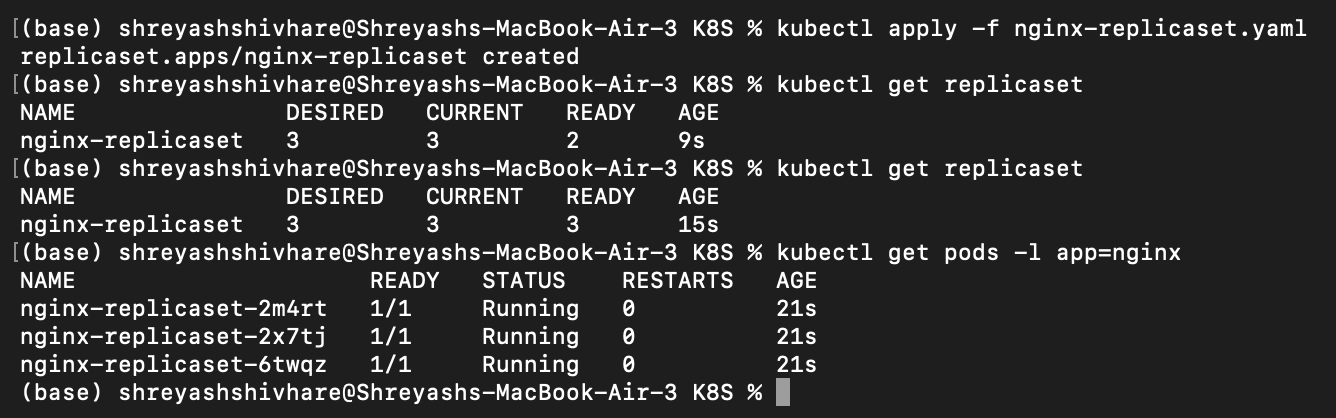 [(base) shreyashshivhare@Shreyashs-MacBook-Air-3 K8S % kubectl apply -f nginx-replicaset.yaml
replicaset.apps/nginx-replicaset created
[(base) shreyashshivhare@Shreyashs-MacBook-Air-3 K8S % kubectl get replicaset
NAME               DESIRED   CURRENT   READY   AGE
nginx-replicaset   3         3         2       9s
[(base) shreyashshivhare@Shreyashs-MacBook-Air-3 K8S % kubectl get replicaset
NAME               DESIRED   CURRENT   READY   AGE
nginx-replicaset   3         3         3       15s
[(base) shreyashshivhare@Shreyashs-MacBook-Air-3 K8S % kubectl get pods -l app=nginx
NAME                     READY   STATUS    RESTARTS   AGE
nginx-replicaset-2m4rt   1/1     Running   0          21s
nginx-replicaset-2x7tj   1/1     Running   0          21s
nginx-replicaset-6twqz   1/1     Running   0          21s
(base) shreyashshivhare@Shreyashs-MacBook-Air-3 K8S %